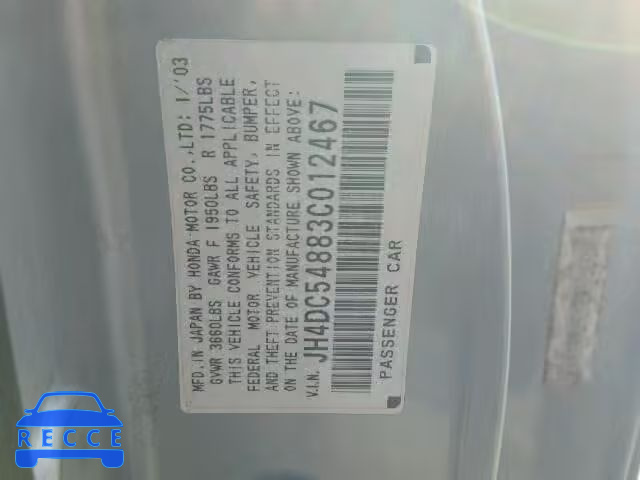 MFD. IN JAPAN BY HONDA MOTOR CO., LTD: 1/'03
GVWR 3660LBS GAWR F 1950LBS R 1775LBS
THIS VEHICLE CONFORMS TO ALL APPLICABLE
FEDERAL MOTOR VEHICLE SAFETY, BUMPER,
AND THEFT PREVENTION STANDARDS IN EFFECT
ON THE DATE OF MANUFACTURE SHOWN ABOVE:
V.I.N. JH4DC54883C012467
PASSENGER CAR
RECCE